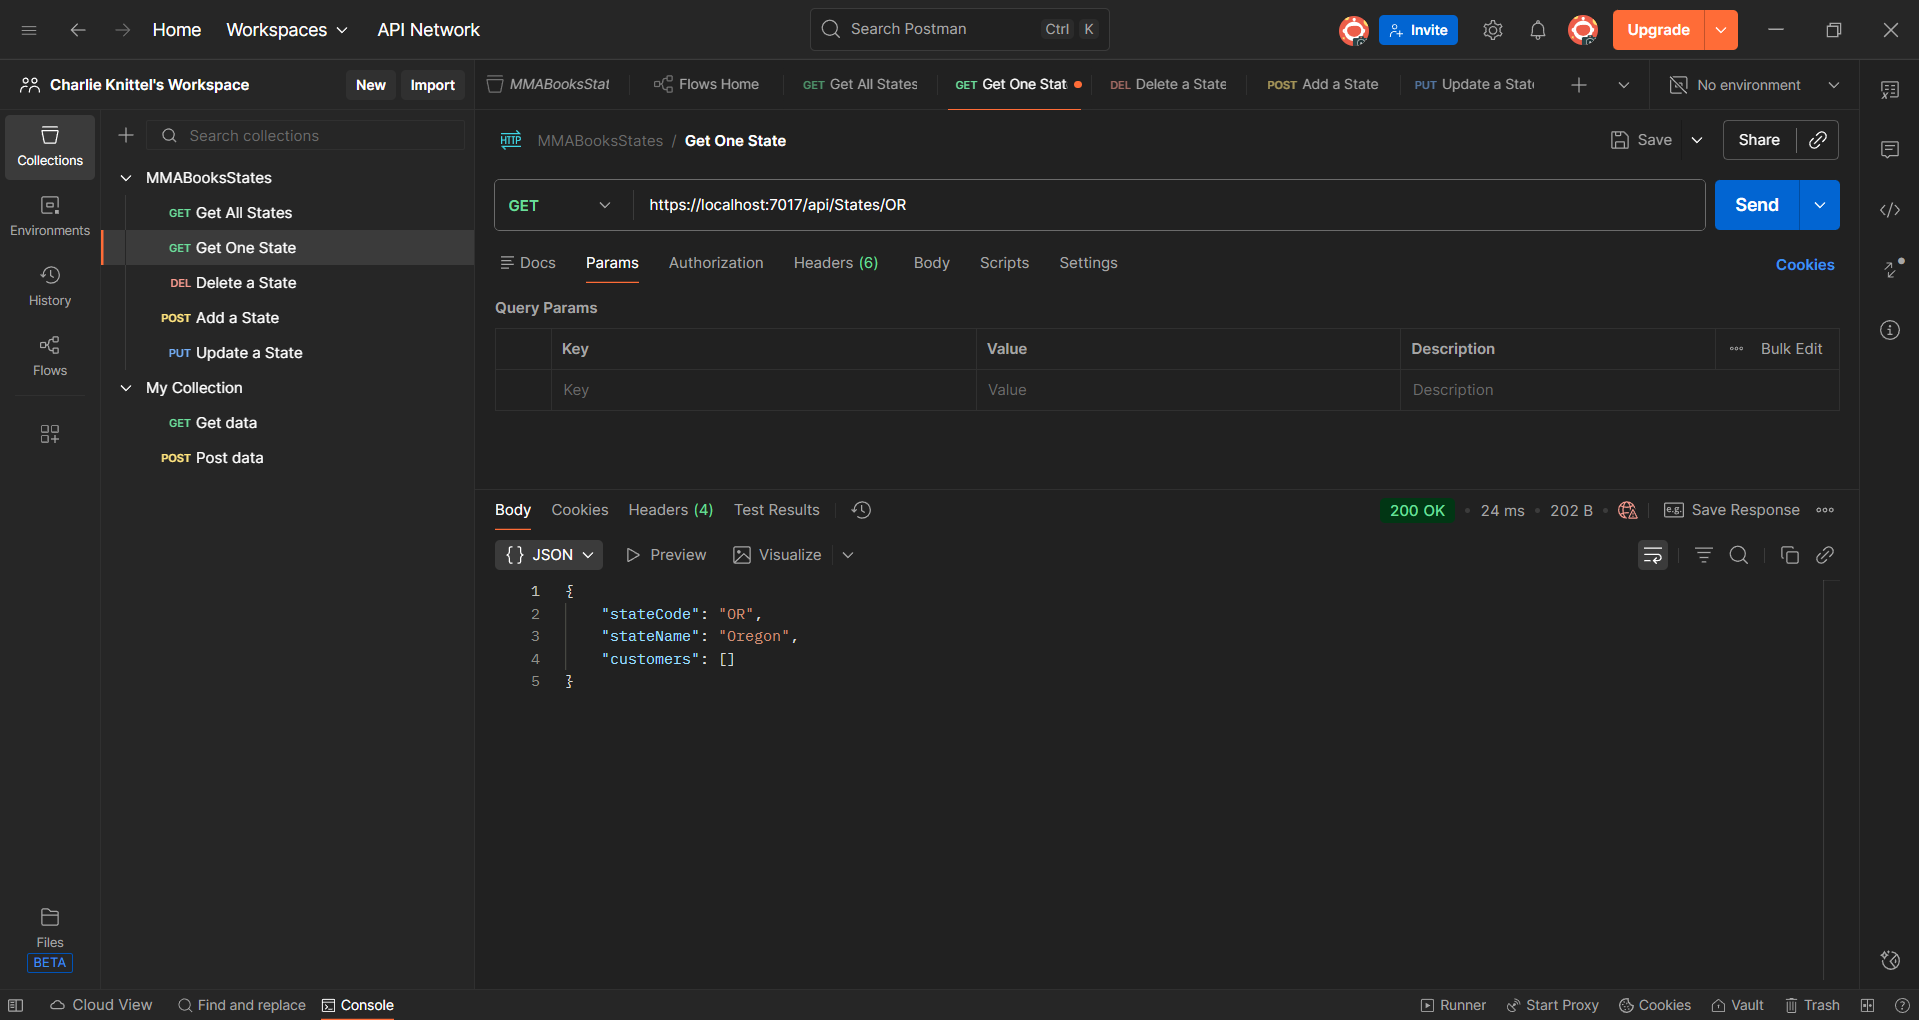 Home Workspaces API Network Search Postman Ctrl K Invite Upgrade
Charlie Knittel's Workspace New Import
MMABooksStat Flows Home GET Get All States GET Get One Stat DEL Delete a State POST Add a State PUT Update a Stat No environment
Collections
Environments
History
Flows
Files
BETA
Search collections
MMABooksStates
GET Get All States
GET Get One State
DEL Delete a State
POST Add a State
PUT Update a State
My Collection
GET Get data
POST Post data
HTTP MMABooksStates / Get One State Save Share
GET https://localhost:7017/api/States/OR Send
Docs Params Authorization Headers (6) Body Scripts Settings Cookies
Query Params
Key Value Description Bulk Edit
Key Value Description
Body Cookies Headers (4) Test Results 200 OK • 24 ms • 202 B • e.g. Save Response
{} JSON Preview Visualize
1 {
2 "stateCode": "OR",
3 "stateName": "Oregon",
4 "customers": []
5 }
Cloud View Find and replace Console Runner Start Proxy Cookies Vault Trash